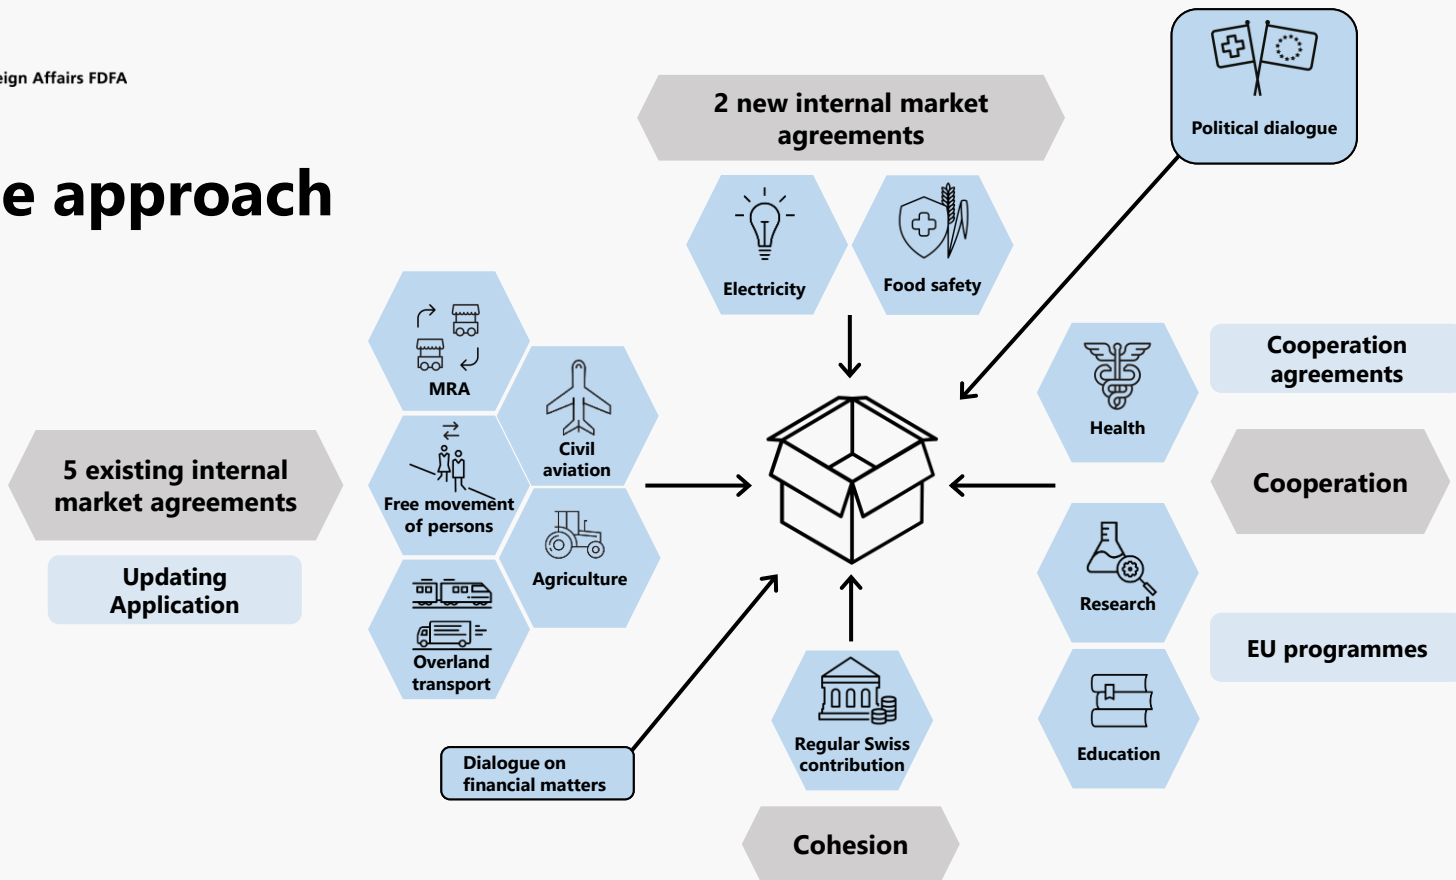 eign Affairs FDFA
e approach
2 new internal market
agreements
Political dialogue
Electricity
Food safety
MRA
Civil
aviation
Free movement
of persons
Agriculture
Overland
transport
5 existing internal
market agreements
Updating
Application
Health
Cooperation
agreements
Cooperation
Research
EU programmes
Education
Dialogue on
financial matters
Regular Swiss
contribution
Cohesion